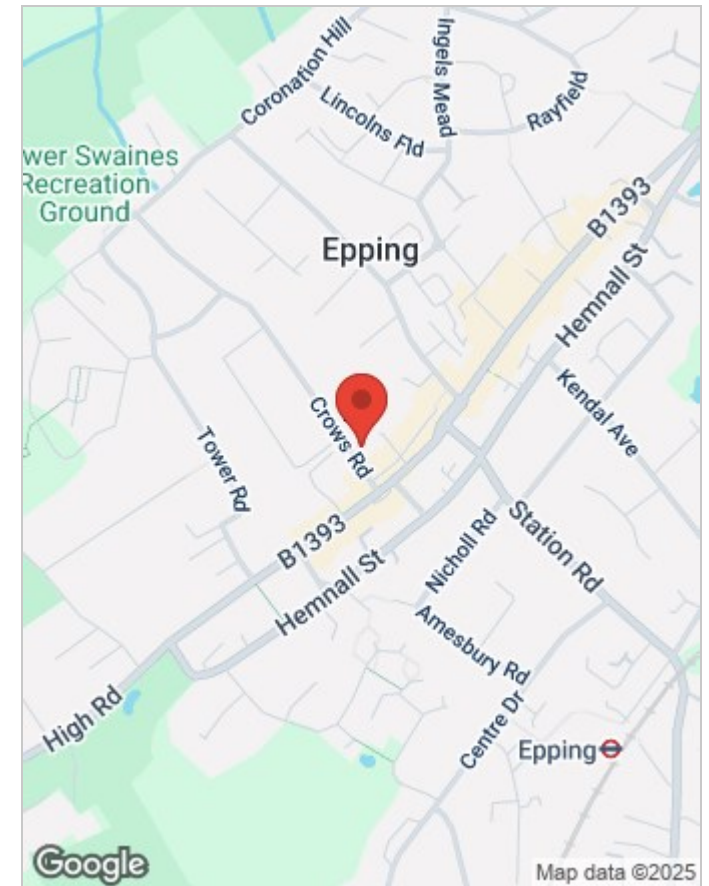 Coronation Hill
Ingels Mead
Lincolns Fld
Rayfield
wer Swaines
Recreation
Ground
Epping
B1393
Hemnall St
Kendal Ave
Crows Rd
Tower Rd
B1393
Hemnall St
Nicholl Rd
Station Rd
Amesbury Rd
High Rd
Centre Dr
Epping
Google
Map data ©2025